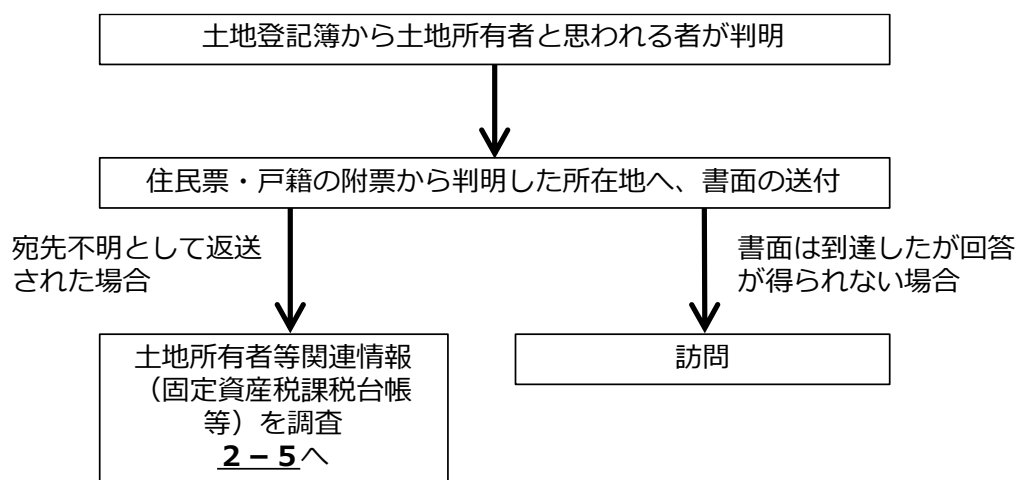 土地登記簿から土地所有者と思われる者が判明
住民票・戸籍の附票から判明した所在地へ、書面の送付
宛先不明として返送
された場合
書面は到達したが回答
が得られない場合
土地所有者等関連情報
（固定資産税課税台帳
等）を調査
２－５へ
訪問